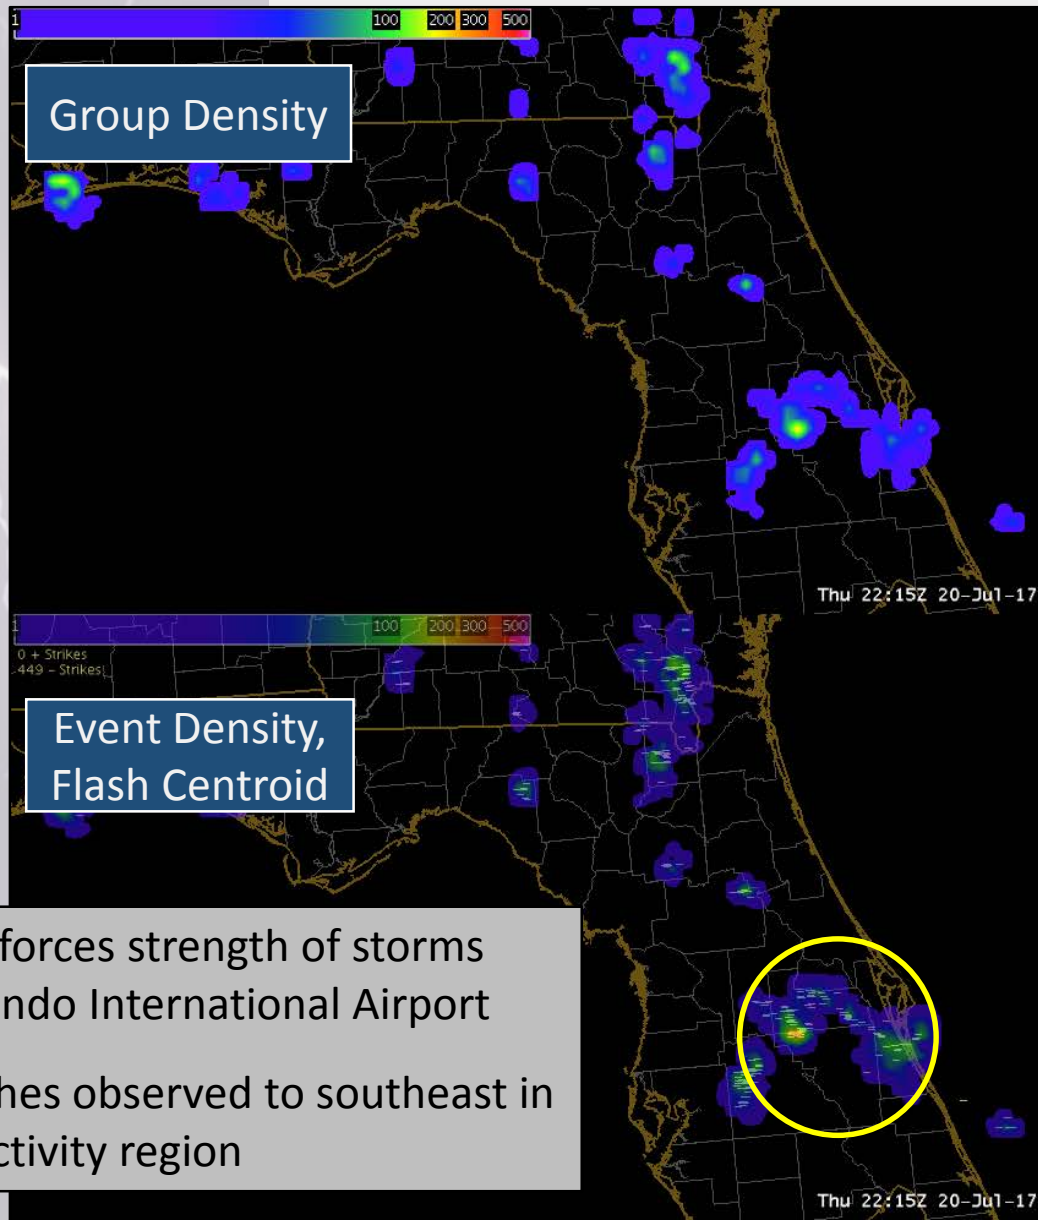 1 100 200 300 500
Group Density
Thu 22:15Z 20-Jul-17
1 100 200 300 500
0 + Strikes
449 - Strikes
Event Density,
Flash Centroid
forces strength of storms
ndo International Airport
hes observed to southeast in
ctivity region
Thu 22:15Z 20-Jul-17